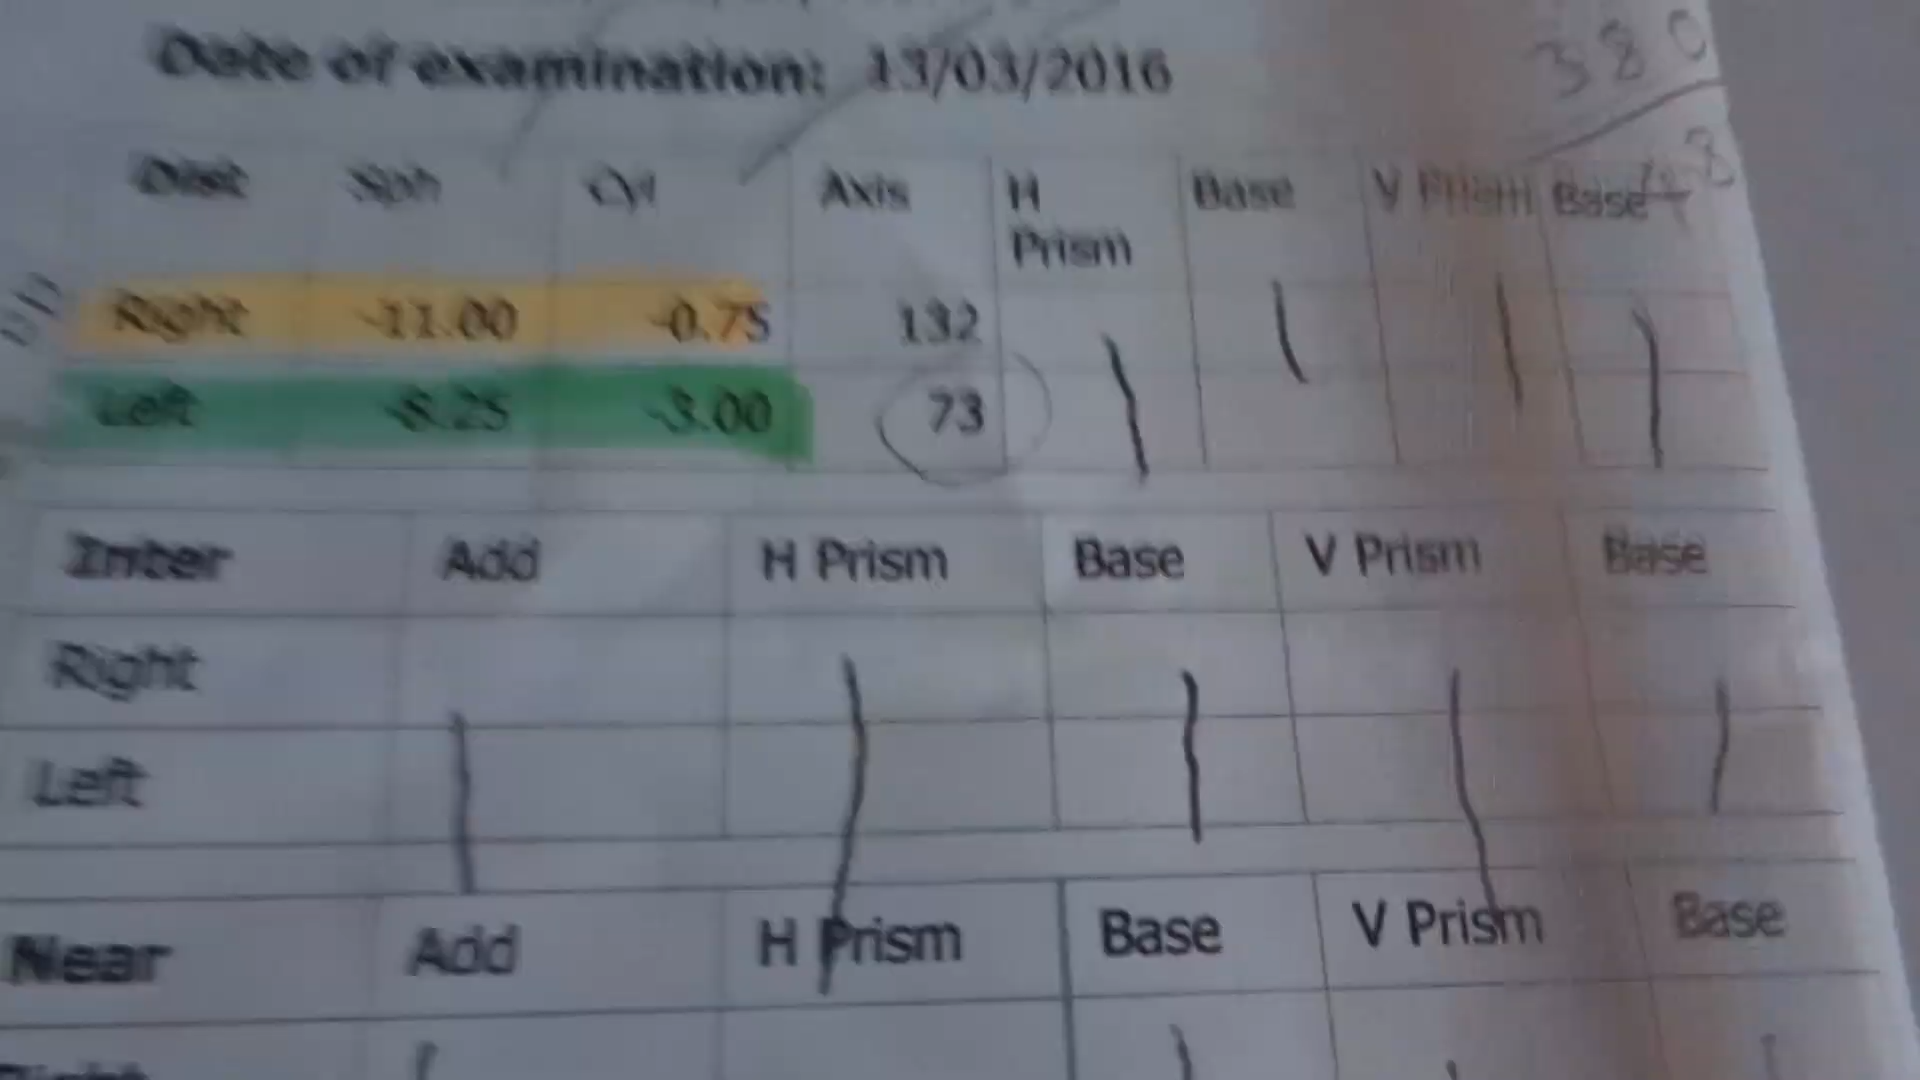 Date of examination: 13/03/2016
380
Dist Sph Cyl Axis H Prism Base V Prism Base
Right -11.00 -0.75 132
Left -8.25 -3.00 73
Inter Add H Prism Base V Prism Base
Right
Left
Near Add H Prism Base V Prism Base
Right